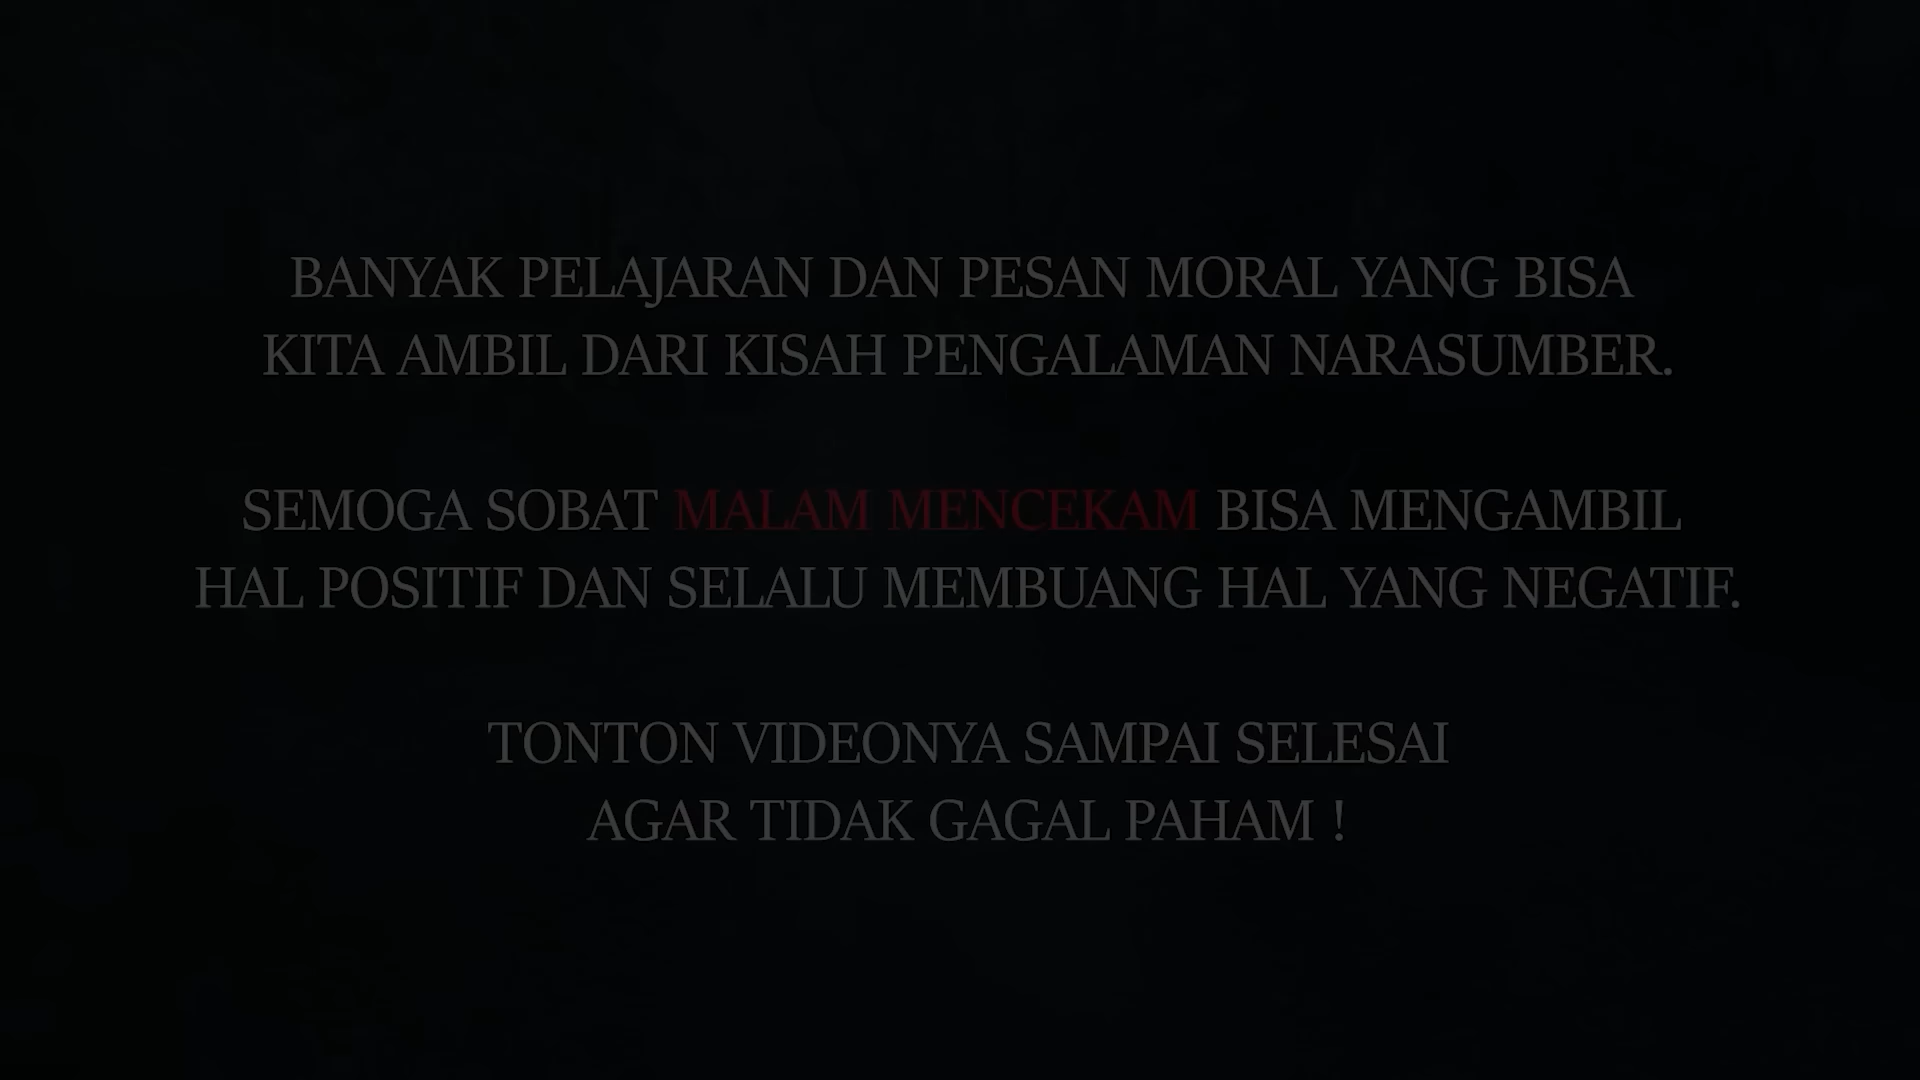 BANYAK PELAJARAN DAN PESAN MORAL YANG BISA
KITA AMBIL DARI KISAH PENGALAMAN NARASUMBER.
SEMOGA SOBAT MALAM MENCEKAM BISA MENGAMBIL
HAL POSITIF DAN SELALU MEMBUANG HAL YANG NEGATIF.
TONTON VIDEONYA SAMPAI SELESAI
AGAR TIDAK GAGAL PAHAM !